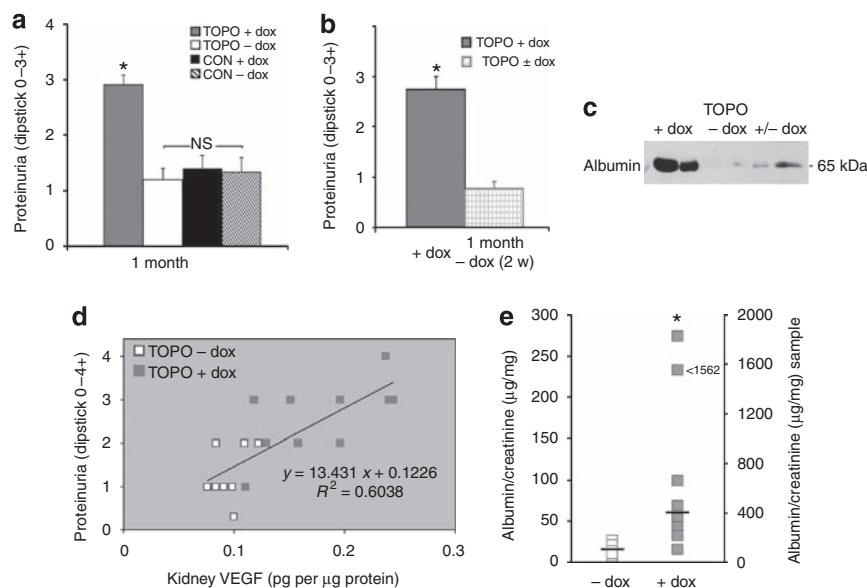 a
TOPO + dox
TOPO – dox
CON + dox
CON – dox
Proteinuria (dipstick 0–3+)
4
3
2
1
0
*
NS
1 month
b
TOPO + dox
TOPO ± dox
Proteinuria (dipstick 0–3+)
4
3
2
1
0
*
+ dox
1 month
– dox (2 w)
c
TOPO
+ dox – dox +/– dox
Albumin - 65 kDa
d
TOPO – dox
TOPO + dox
Proteinuria (dipstick 0–4+)
4
3
2
1
0
y = 13.431 x + 0.1226
R² = 0.6038
0 0.1 0.2 0.3
Kidney VEGF (pg per μg protein)
e
Albumin/creatinine (μg/mg)
300
250
200
150
100
50
0
*
<1562
2000
1600
1200
800
400
0
Albumin/creatinine (μg/mg) sample
– dox + dox